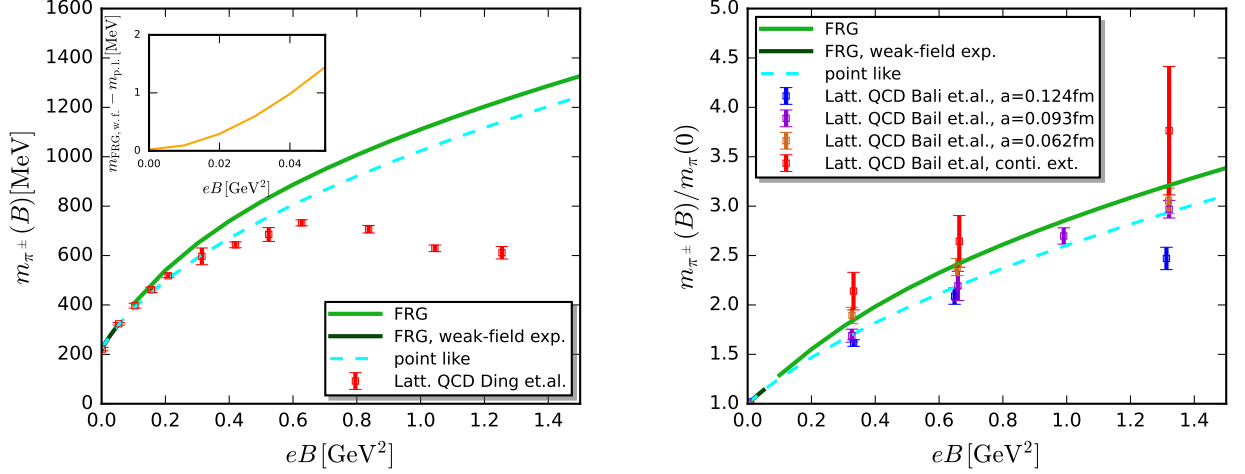 1600
1400
1200
1000
800
600
400
200
0
m_{π^±}(B)[MeV]
2
1
0
m_{FRG, w.f.} − m_{p.l.}[MeV]
0.00 0.02 0.04
eB[GeV²]
FRG
FRG, weak-field exp.
point like
Latt. QCD Ding et.al.
0.0 0.2 0.4 0.6 0.8 1.0 1.2 1.4
eB[GeV²]
5.0
4.5
4.0
3.5
3.0
2.5
2.0
1.5
1.0
m_{π^±}(B)/m_π(0)
FRG
FRG, weak-field exp.
point like
Latt. QCD Bali et.al., a=0.124fm
Latt. QCD Bail et.al., a=0.093fm
Latt. QCD Bail et.al., a=0.062fm
Latt. QCD Bail et.al, conti. ext.
0.0 0.2 0.4 0.6 0.8 1.0 1.2 1.4
eB[GeV²]